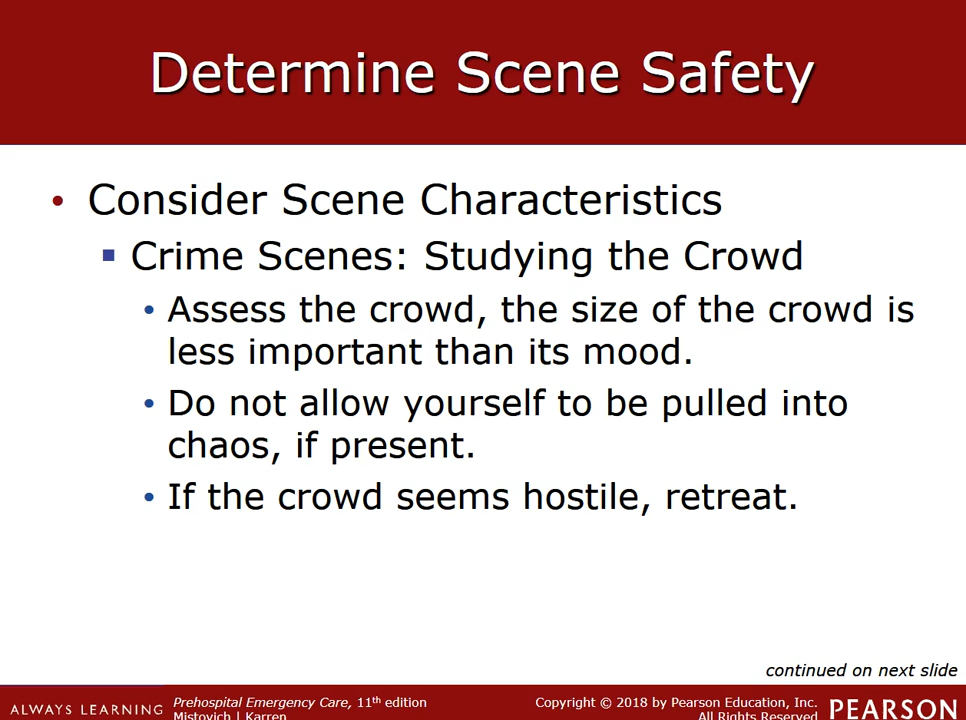 Determine Scene Safety
• Consider Scene Characteristics
▪ Crime Scenes: Studying the Crowd
• Assess the crowd, the size of the crowd is
less important than its mood.
• Do not allow yourself to be pulled into
chaos, if present.
• If the crowd seems hostile, retreat.
continued on next slide
ALWAYS LEARNING
Prehospital Emergency Care, 11th edition
Mistovich | Karren
Copyright © 2018 by Pearson Education, Inc.
All Rights Reserved
PEARSON